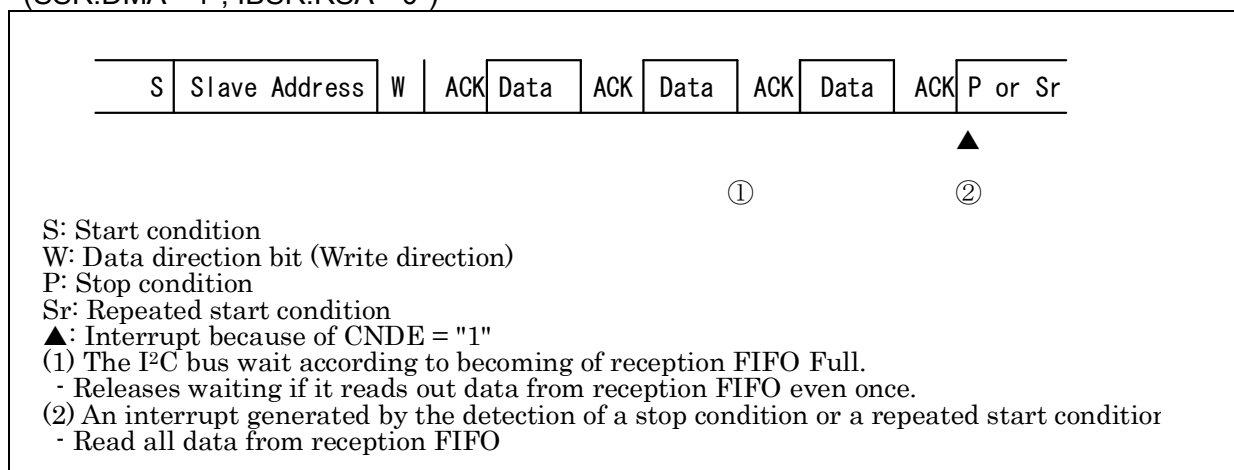 S Slave Address W ACK Data ACK Data ACK Data ACK P or Sr
▲
① ②
S: Start condition
W: Data direction bit (Write direction)
P: Stop condition
Sr: Repeated start condition
▲: Interrupt because of CNDE = "1"
(1) The I²C bus wait according to becoming of reception FIFO Full.
- Releases waiting if it reads out data from reception FIFO even once.
(2) An interrupt generated by the detection of a stop condition or a repeated start condition
- Read all data from reception FIFO